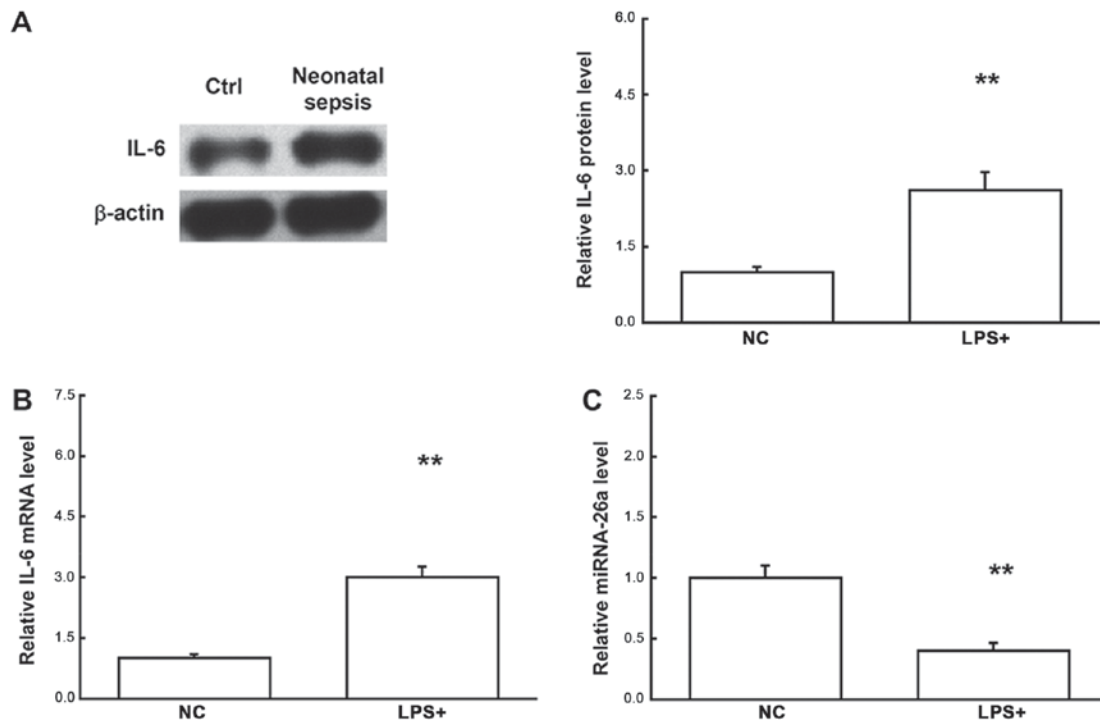 A
Ctrl
Neonatal
sepsis
IL-6
β-actin
Relative IL-6 protein level
6.0
4.5
3.0
1.5
0.0
**
NC
LPS+
B
Relative IL-6 mRNA level
7.5
6.0
4.5
3.0
1.5
0.0
**
NC
LPS+
C
Relative miRNA-26a level
2.5
2.0
1.5
1.0
0.5
0.0
**
NC
LPS+